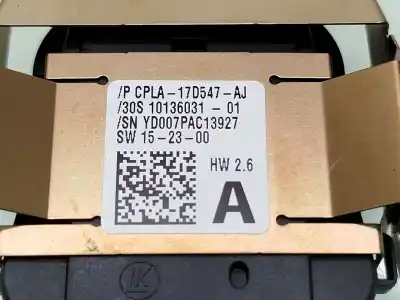 /P CPLA-17D547-AJ
/30S 10136031 - 01
/SN YD007PAC13927
SW 15-23-00
HW 2.6
A